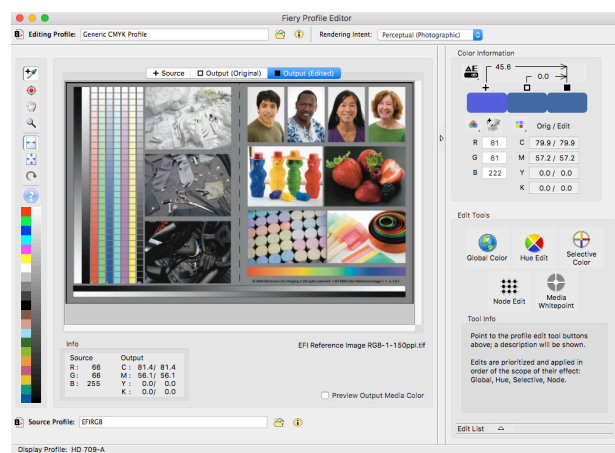 Fiery Profile Editor
Editing Profile: Generic CMYK Profile
Rendering Intent: Perceptual (Photographic)
+ Source
Output (Original)
Output (Edited)
EFI Reference Image RGB-1-150ppi.tif
Info
Source Output
R: 66 C: 81.4/ 81.4
G: 66 M: 56.1/ 56.1
B: 255 Y: 0.0/ 0.0
K: 0.0/ 0.0
Preview Output Media Color
Source Profile: EFIRGB
Display Profile: HD 709-A
Color Information
ΔE
ab
45.6
0.0
Orig / Edit
R 81 C 79.9 / 79.9
G 81 M 57.2 / 57.2
B 222 Y 0.0 / 0.0
K 0.0 / 0.0
Edit Tools
Global Color
Hue Edit
Selective
Color
Node Edit
Media
Whitepoint
Tool Info
Point to the profile edit tool buttons
above; a description will be shown.
Edits are prioritized and applied in
order of the scope of their effect:
Global, Hue, Selective, Node.
Edit List